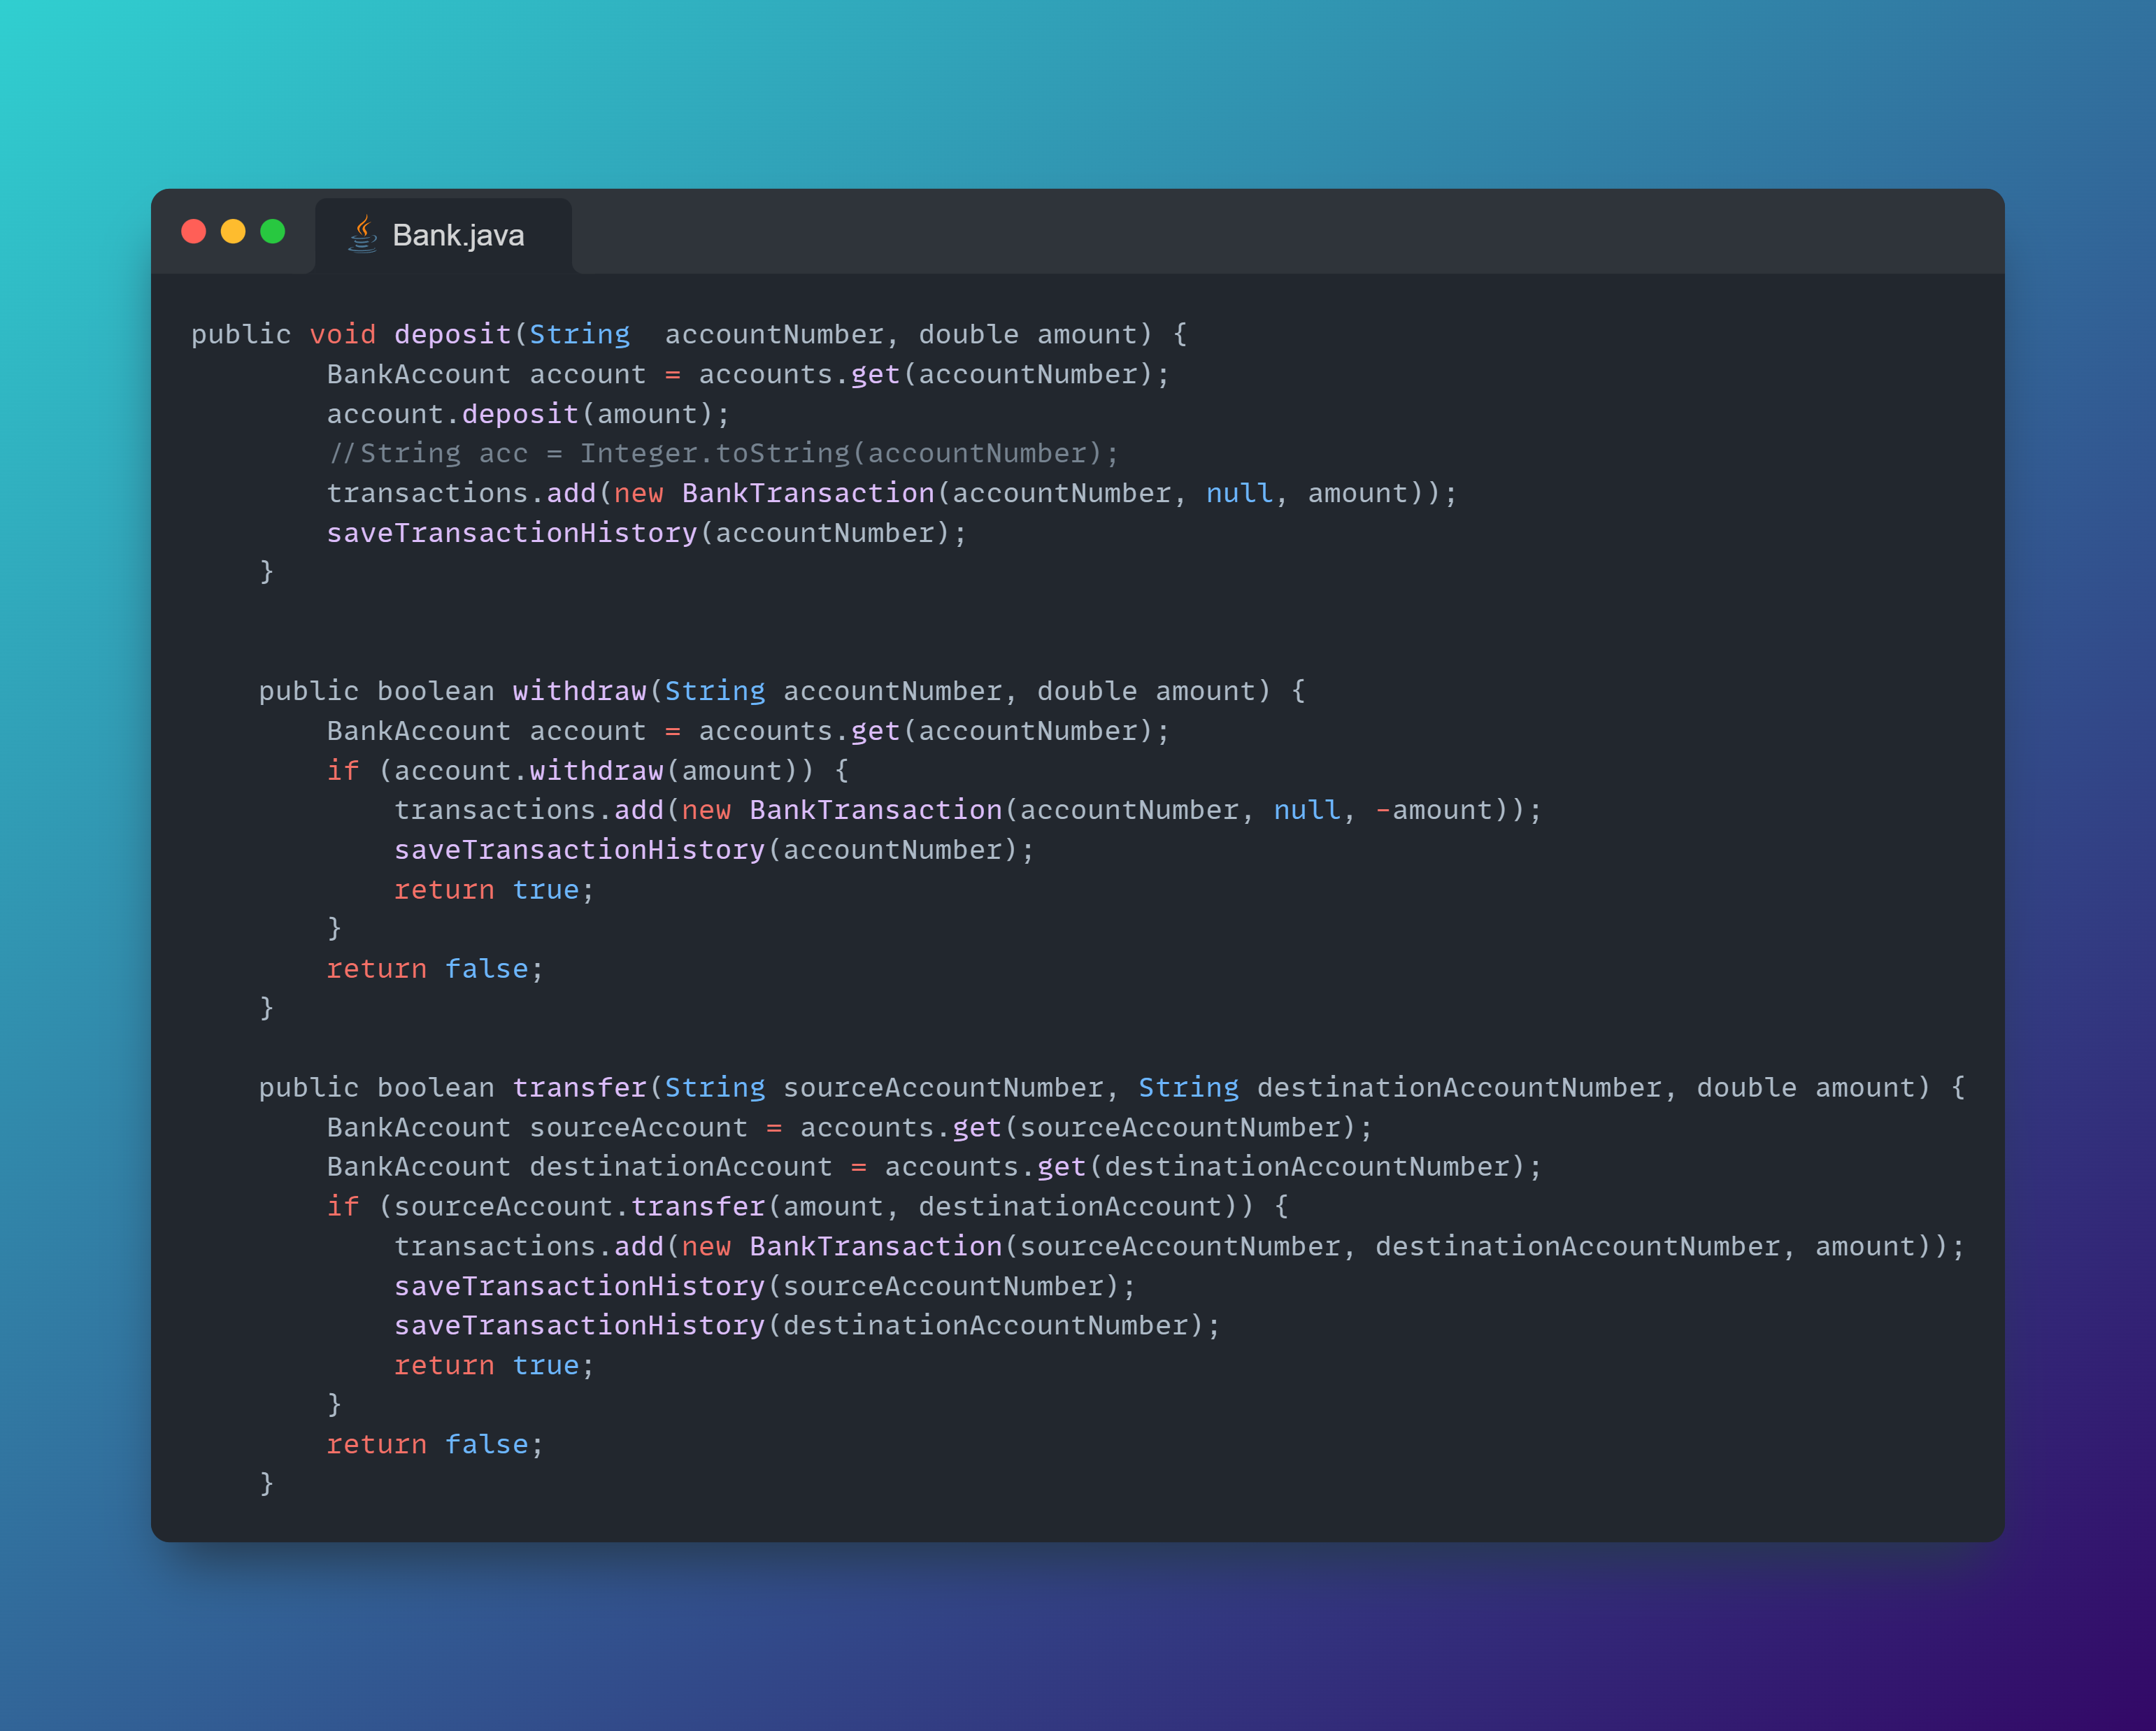 Bank.java
public void deposit(String  accountNumber, double amount) {
        BankAccount account = accounts.get(accountNumber);
        account.deposit(amount);
        //String acc = Integer.toString(accountNumber);
        transactions.add(new BankTransaction(accountNumber, null, amount));
        saveTransactionHistory(accountNumber);
    }
    public boolean withdraw(String accountNumber, double amount) {
        BankAccount account = accounts.get(accountNumber);
        if (account.withdraw(amount)) {
            transactions.add(new BankTransaction(accountNumber, null, -amount));
            saveTransactionHistory(accountNumber);
            return true;
        }
        return false;
    }
    public boolean transfer(String sourceAccountNumber, String destinationAccountNumber, double amount) {
        BankAccount sourceAccount = accounts.get(sourceAccountNumber);
        BankAccount destinationAccount = accounts.get(destinationAccountNumber);
        if (sourceAccount.transfer(amount, destinationAccount)) {
            transactions.add(new BankTransaction(sourceAccountNumber, destinationAccountNumber, amount));
            saveTransactionHistory(sourceAccountNumber);
            saveTransactionHistory(destinationAccountNumber);
            return true;
        }
        return false;
    }